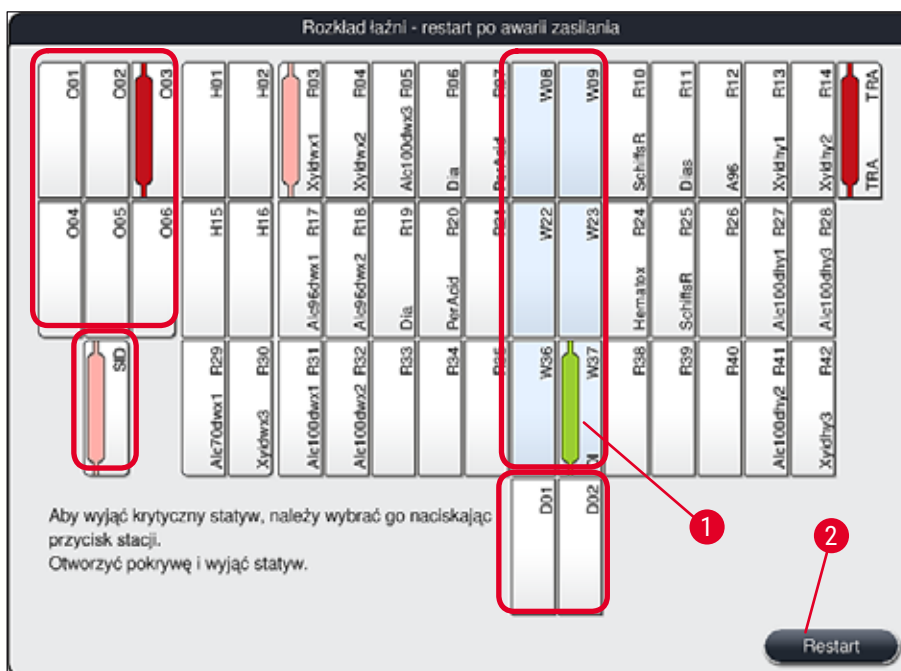 Rozkład łaźni - restart po awarii zasilania
O01
O02
O03
H01
H02
R03 Xyldwx1
R04 Xyldwx2
R05 Alc100dwx3
R06 Dia
R07 PerAcid
W08
W09
R10 SchiffsR
R11 Dias
R12 A96
R13 Xyldhy1
R14 Xyldhy2
TRA TRA
O04
O05
O06
H15
H16
R17 Alc96dwx1
R18 Alc96dwx2
R19 Dia
R20 PerAcid
R21
W22
W23
R24 Hematox
R25 SchiffsR
R26
R27 Alc100dhy1
R28 Alc100dhy3
SID
R29 Alc70dwx1
R30 Xyldwx3
R31 Alc100dwx1
R32 Alc100dwx2
R33
R34
R35
W36
W37 DI
R38
R39
R40
R41 Alc100dhy2
R42 Xyldhy3
D01
D02
Aby wyjąć krytyczny statyw, należy wybrać go naciskając
przycisk stacji.
Otworzyć pokrywę i wyjąć statyw.
1
2
Restart